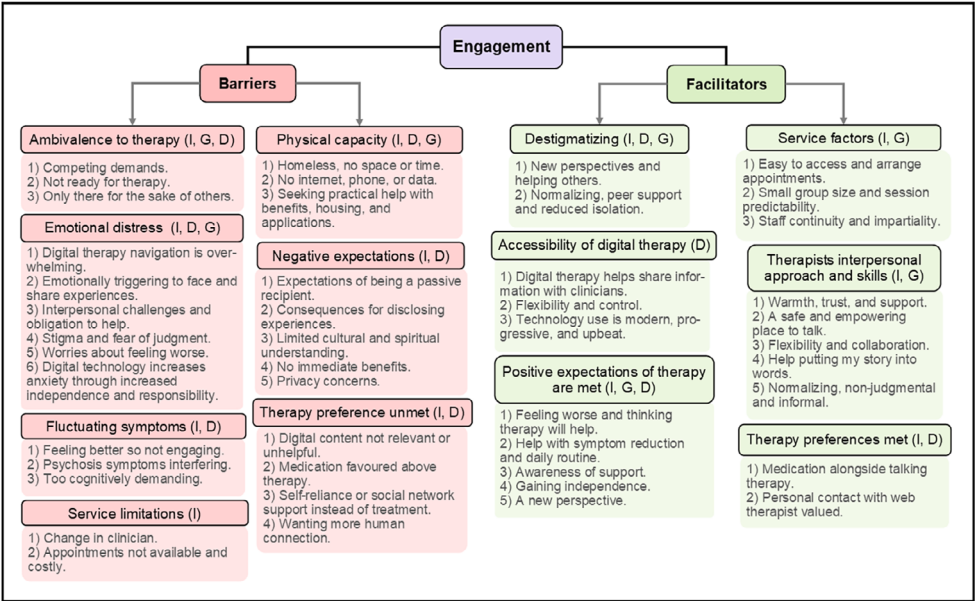 Engagement
Barriers
Ambivalence to therapy (I, G, D)
1) Competing demands.
2) Not ready for therapy.
3) Only there for the sake of others.
Emotional distress (I, D, G)
1) Digital therapy navigation is over-
whelming.
2) Emotionally triggering to face and
share experiences.
3) Interpersonal challenges and
obligation to help.
4) Stigma and fear of judgment.
5) Worries about feeling worse.
6) Digital technology increases
anxiety through increased
independence and responsibility.
Fluctuating symptoms (I, D)
1) Feeling better so not engaging.
2) Psychosis symptoms interfering.
3) Too cognitively demanding.
Service limitations (I)
1) Change in clinician.
2) Appointments not available and
costly.
Physical capacity (I, D, G)
1) Homeless, no space or time.
2) No internet, phone, or data.
3) Seeking practical help with
benefits, housing, and
applications.
Negative expectations (I, D)
1) Expectations of being a passive
recipient.
2) Consequences for disclosing
experiences.
3) Limited cultural and spiritual
understanding.
4) No immediate benefits.
5) Privacy concerns.
Therapy preference unmet (I, D)
1) Digital content not relevant or
unhelpful.
2) Medication favoured above
therapy.
3) Self-reliance or social network
support instead of treatment.
4) Wanting more human
connection.
Facilitators
Destigmatizing (I, D, G)
1) New perspectives and
helping others.
2) Normalizing, peer support
and reduced isolation.
Accessibility of digital therapy (D)
1) Digital therapy helps share infor-
mation with clinicians.
2) Flexibility and control.
3) Technology use is modern, pro-
gressive, and upbeat.
Positive expectations of therapy
are met (I, G, D)
1) Feeling worse and thinking
therapy will help.
2) Help with symptom reduction
and daily routine.
3) Awareness of support.
4) Gaining independence.
5) A new perspective.
Service factors (I, G)
1) Easy to access and arrange
appointments.
2) Small group size and session
predictability.
3) Staff continuity and impartiality.
Therapists interpersonal
approach and skills (I, G)
1) Warmth, trust, and support.
2) A safe and empowering
place to talk.
3) Flexibility and collaboration.
4) Help putting my story into
words.
5) Normalizing, non-judgmental
and informal.
Therapy preferences met (I, D)
1) Medication alongside talking
therapy.
2) Personal contact with web
therapist valued.